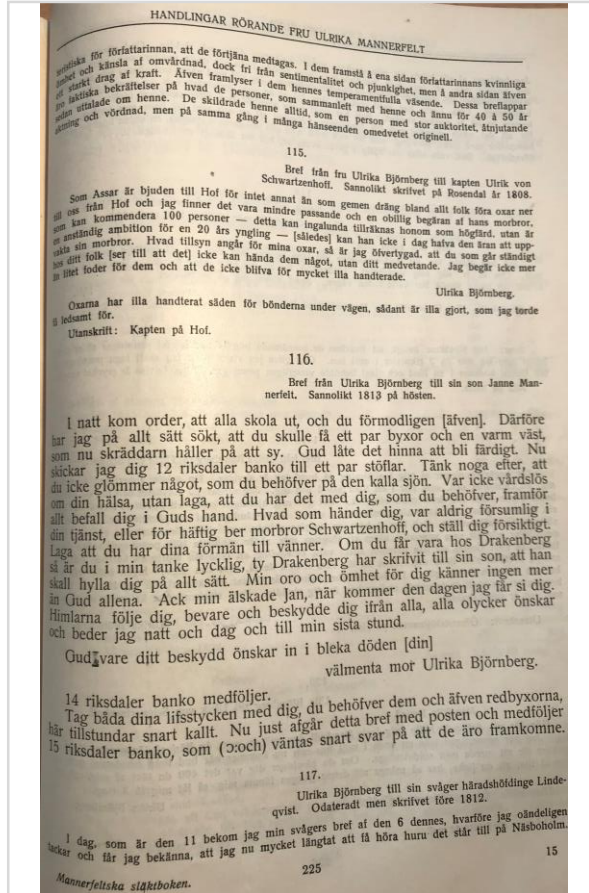 HANDLINGAR RÖRANDE FRU ULRIKA MANNERFELT
för författarinnan, att de förtjäna medtagas. I dem framstå å ena sidan författarinnans kvinnliga
och känsla af omvårdnad, dock fri från sentimentalitet och pjunkighet, men å andra sidan äfven
ett starkt drag af kraft. Äfven framlyser i dem hennes temperamentfulla väsende. Dessa breflappar
faktiska bekräftelser på hvad de personer, som sammanleft med henne och ännu för 40 à 50 år
sedan uttalade om henne. De skildrade henne alltid, som en person med stor auktoritet, åtnjutande
aktning och vördnad, men på samma gång i många hänseenden omedvetet originell.
115.
Bref från fru Ulrika Björnberg till kapten Ulrik von
Schwartzenhoff. Sannolikt skrifvet på Rosendal år 1808.
Som Assar är bjuden till Hof för intet annat än som gemen dräng bland allt folk föra oxar ner
till oss från Hof och jag finner det vara mindre passande och en obillig begäran af hans morbror,
som kan kommendera 100 personer — detta kan ingalunda tillräknas honom som högfärd, utan är
en anständig ambition för en 20 års yngling — [således] kan han icke i dag hafva den äran att upp-
vakta sin morbror. Hvad tillsyn angår för mina oxar, så är jag öfvertygad, att du som går ständigt
hos ditt folk [ser till att det] icke kan hända dem något, utan ditt medvetande. Jag begär icke mer
än litet foder för dem och att de icke blifva för mycket illa handterade.
Ulrika Björnberg.
Oxarna har illa handterat säden för bönderna under vägen, sådant är illa gjort, som jag torde
få ledsamt för.
Utanskrift: Kapten på Hof.
116.
Bref från Ulrika Björnberg till sin son Janne Man-
nerfelt. Sannolikt 1813 på hösten.
I natt kom order, att alla skola ut, och du förmodligen [äfven]. Därföre
har jag på allt sätt sökt, att du skulle få ett par byxor och en varm väst,
som nu skräddarn håller på att sy. Gud låte det hinna att bli färdigt. Nu
skickar jag dig 12 riksdaler banko till ett par stöflar. Tänk noga efter, att
du icke glömmer något, som du behöfver på den kalla sjön. Var icke vårdslös
om din hälsa, utan laga, att du har det med dig, som du behöfver, framför
allt befall dig i Guds hand. Hvad som händer dig, var aldrig försumlig i
din tjänst, eller för häftig ber morbror Schwartzenhoff, och ställ dig försiktigt.
Laga att du har dina förmän till vänner. Om du får vara hos Drakenberg
så är du i min tanke lycklig, ty Drakenberg har skrifvit till sin son, att han
skall hylla dig på allt sätt. Min oro och ömhet för dig känner ingen mer
än Gud allena. Ack min älskade Jan, när kommer den dagen jag får si dig.
Himlarna följe dig, bevare och beskydde dig ifrån alla, alla olycker önskar
och beder jag natt och dag och till min sista stund.
Gud vare ditt beskydd önskar in i bleka döden [din]
välmenta mor Ulrika Björnberg.
14 riksdaler banko medföljer.
Tag båda dina lifsstycken med dig, du behöfver dem och äfven redbyxorna,
här tillstundar snart kallt. Nu just afgår detta bref med posten och medföljer
15 riksdaler banko, som (ɔ:och) väntas snart svar på att de äro framkomne.
117.
Ulrika Björnberg till sin svåger häradshöfdinge Linde-
qvist. Odateradt men skrifvet före 1812.
I dag, som är den 11 bekom jag min svågers bref af den 6 dennes, hvarföre jag oändeligen
tackar och får jag bekänna, att jag nu mycket längtat att få höra huru det står till på Näsboholm.
225
15
Mannerfeltska släktboken.